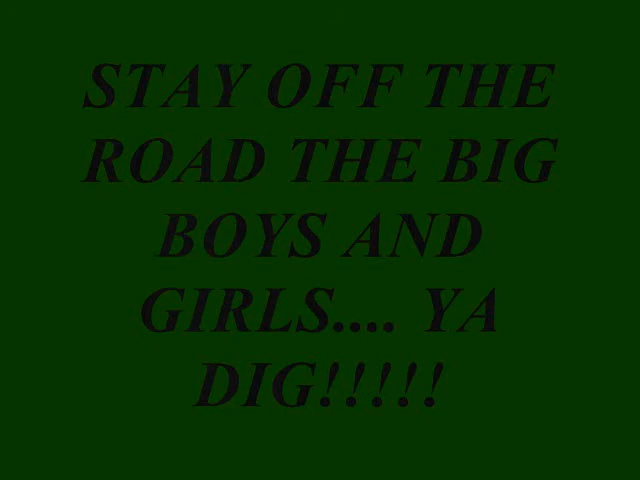 STAY OFF THE
ROAD THE BIG
BOYS AND
GIRLS.... YA
DIG!!!!!